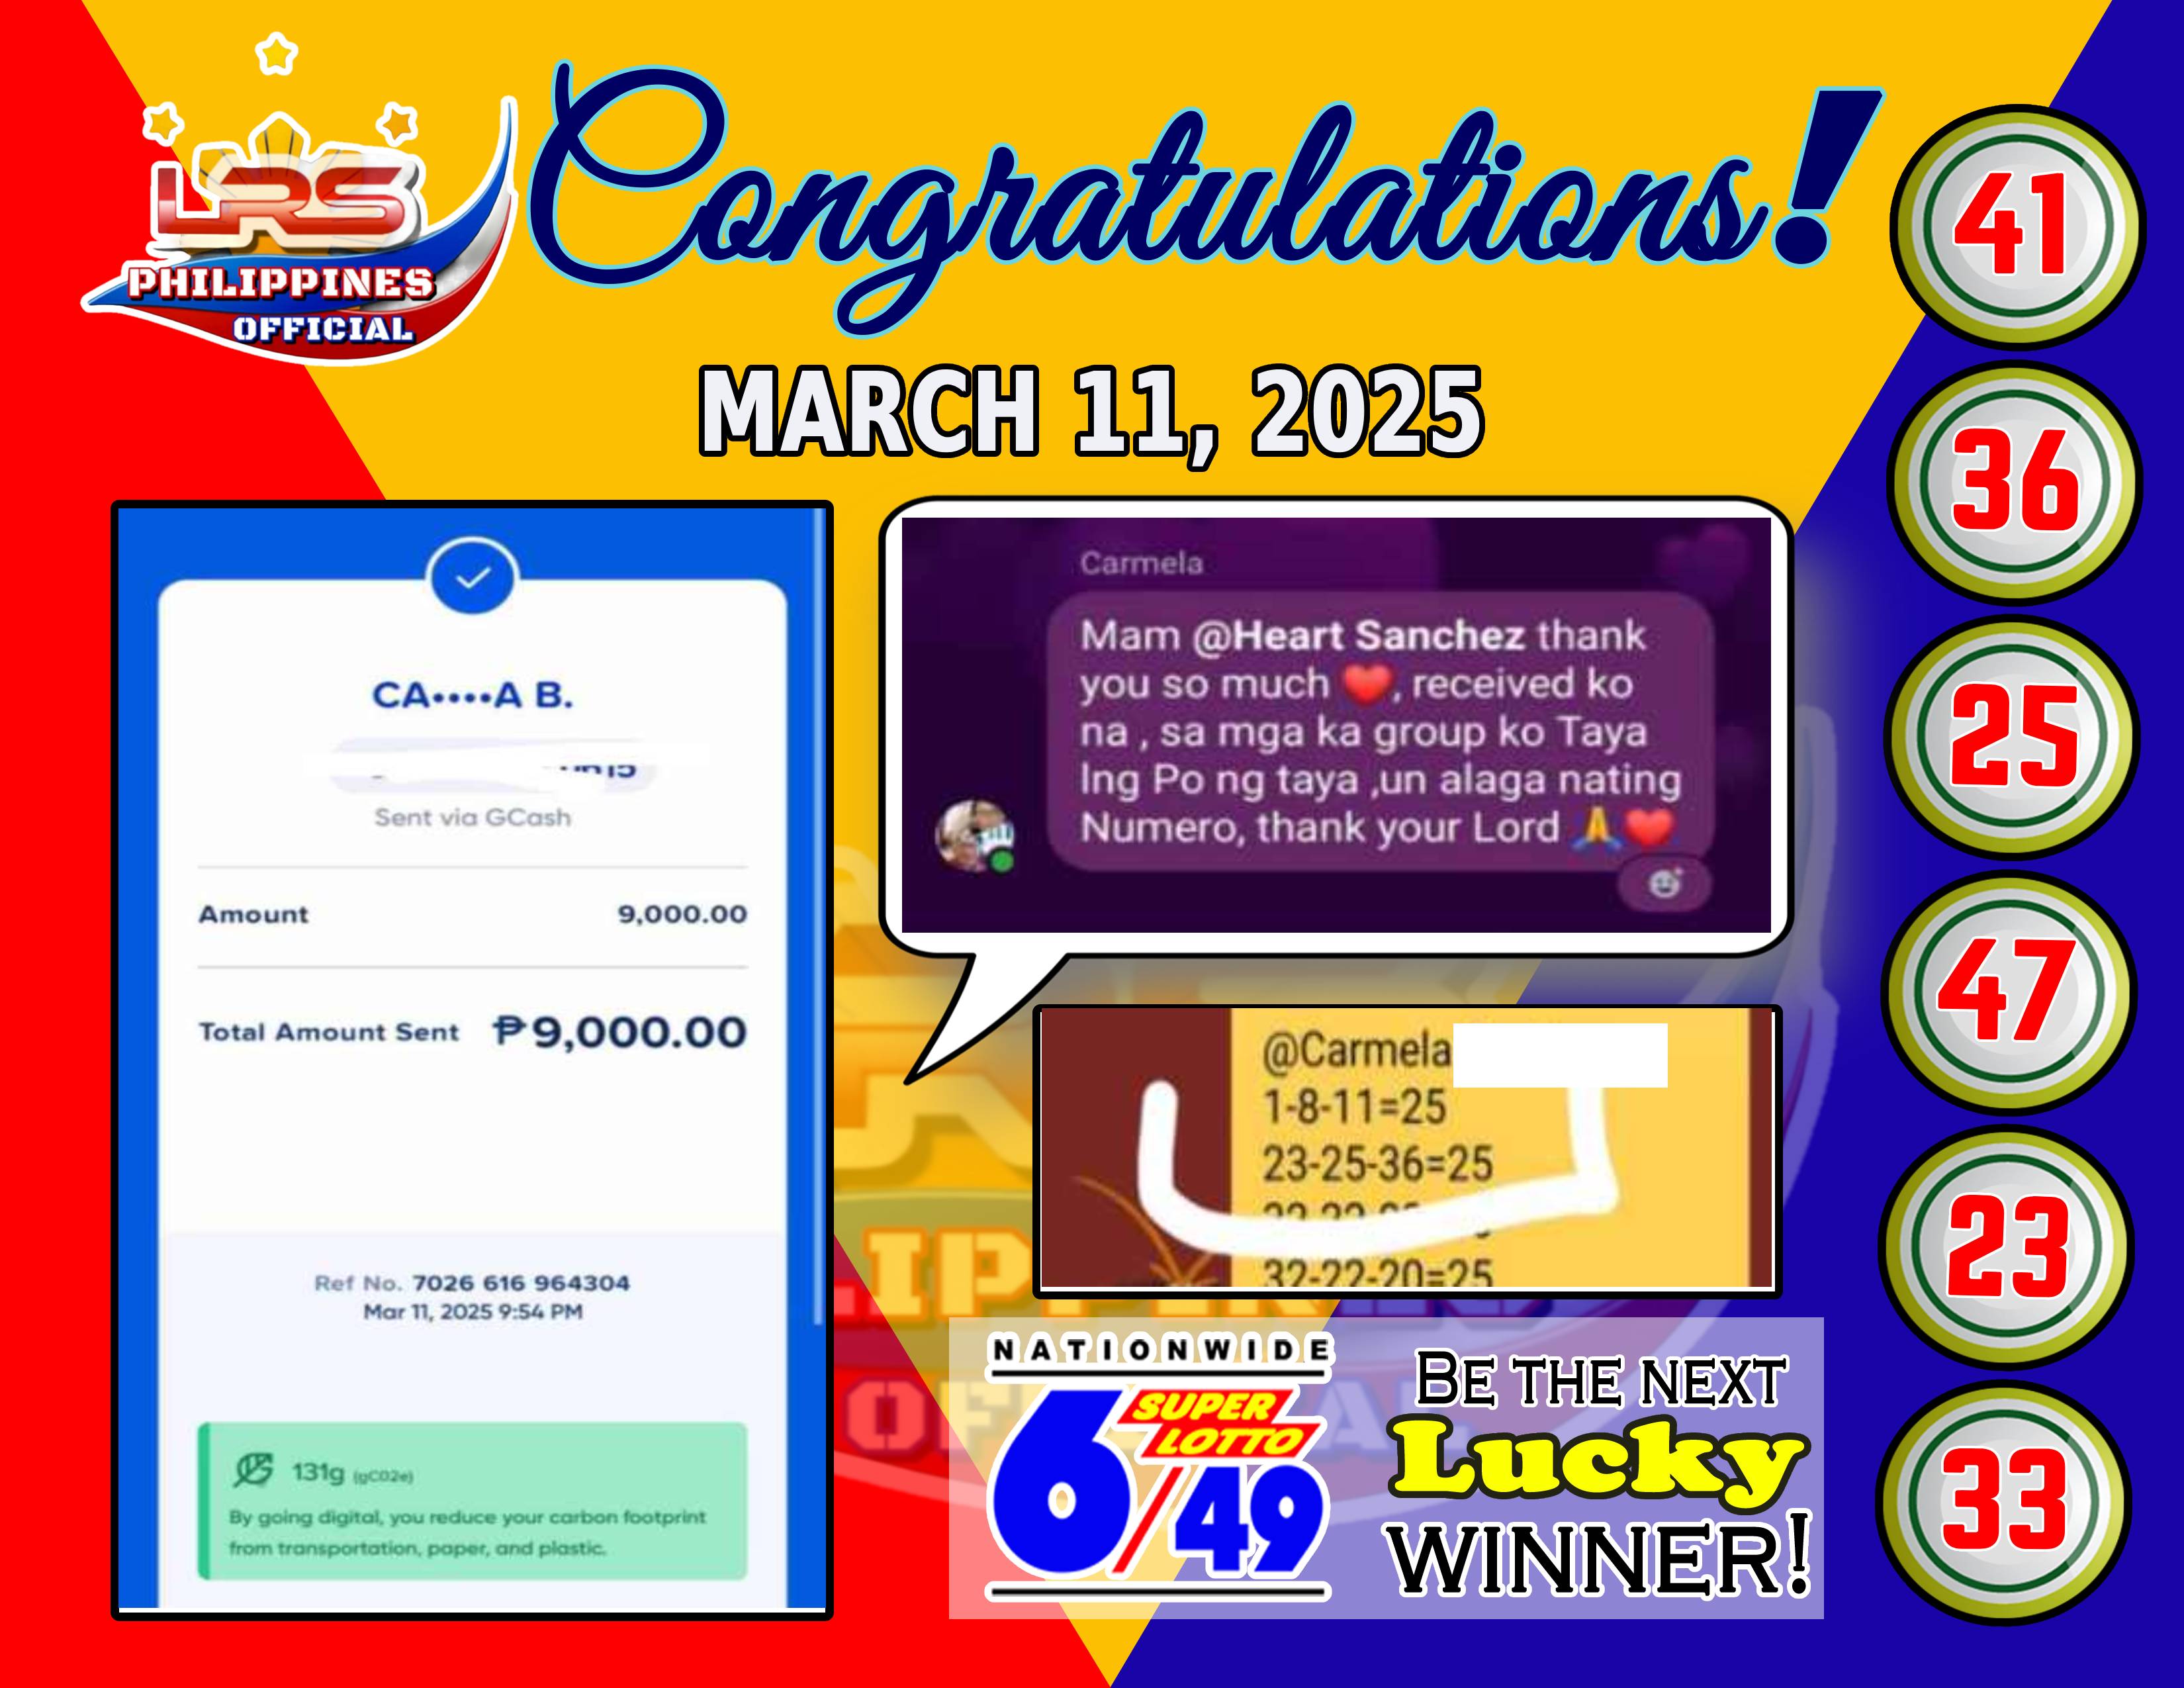 LRS
PHILIPPINES
OFFICIAL
Congratulations!
MARCH 11, 2025
CA••••A B.
Sent via GCash
Amount 9,000.00
Total Amount Sent ₱9,000.00
Ref No. 7026 616 964304
Mar 11, 2025 9:54 PM
131g (gCO2e)
By going digital, you reduce your carbon footprint
from transportation, paper, and plastic.
Carmela
Mam @Heart Sanchez thank
you so much ❤️, received ko
na , sa mga ka group ko Taya
lng Po ng taya ,un alaga nating
Numero, thank your Lord 🙏❤️
@Carmela
1-8-11=25
23-25-36=25
32-22-20=25
NATIONWIDE
SUPER
LOTTO
6/49
BE THE NEXT
Lucky
WINNER!
41
36
25
47
23
33